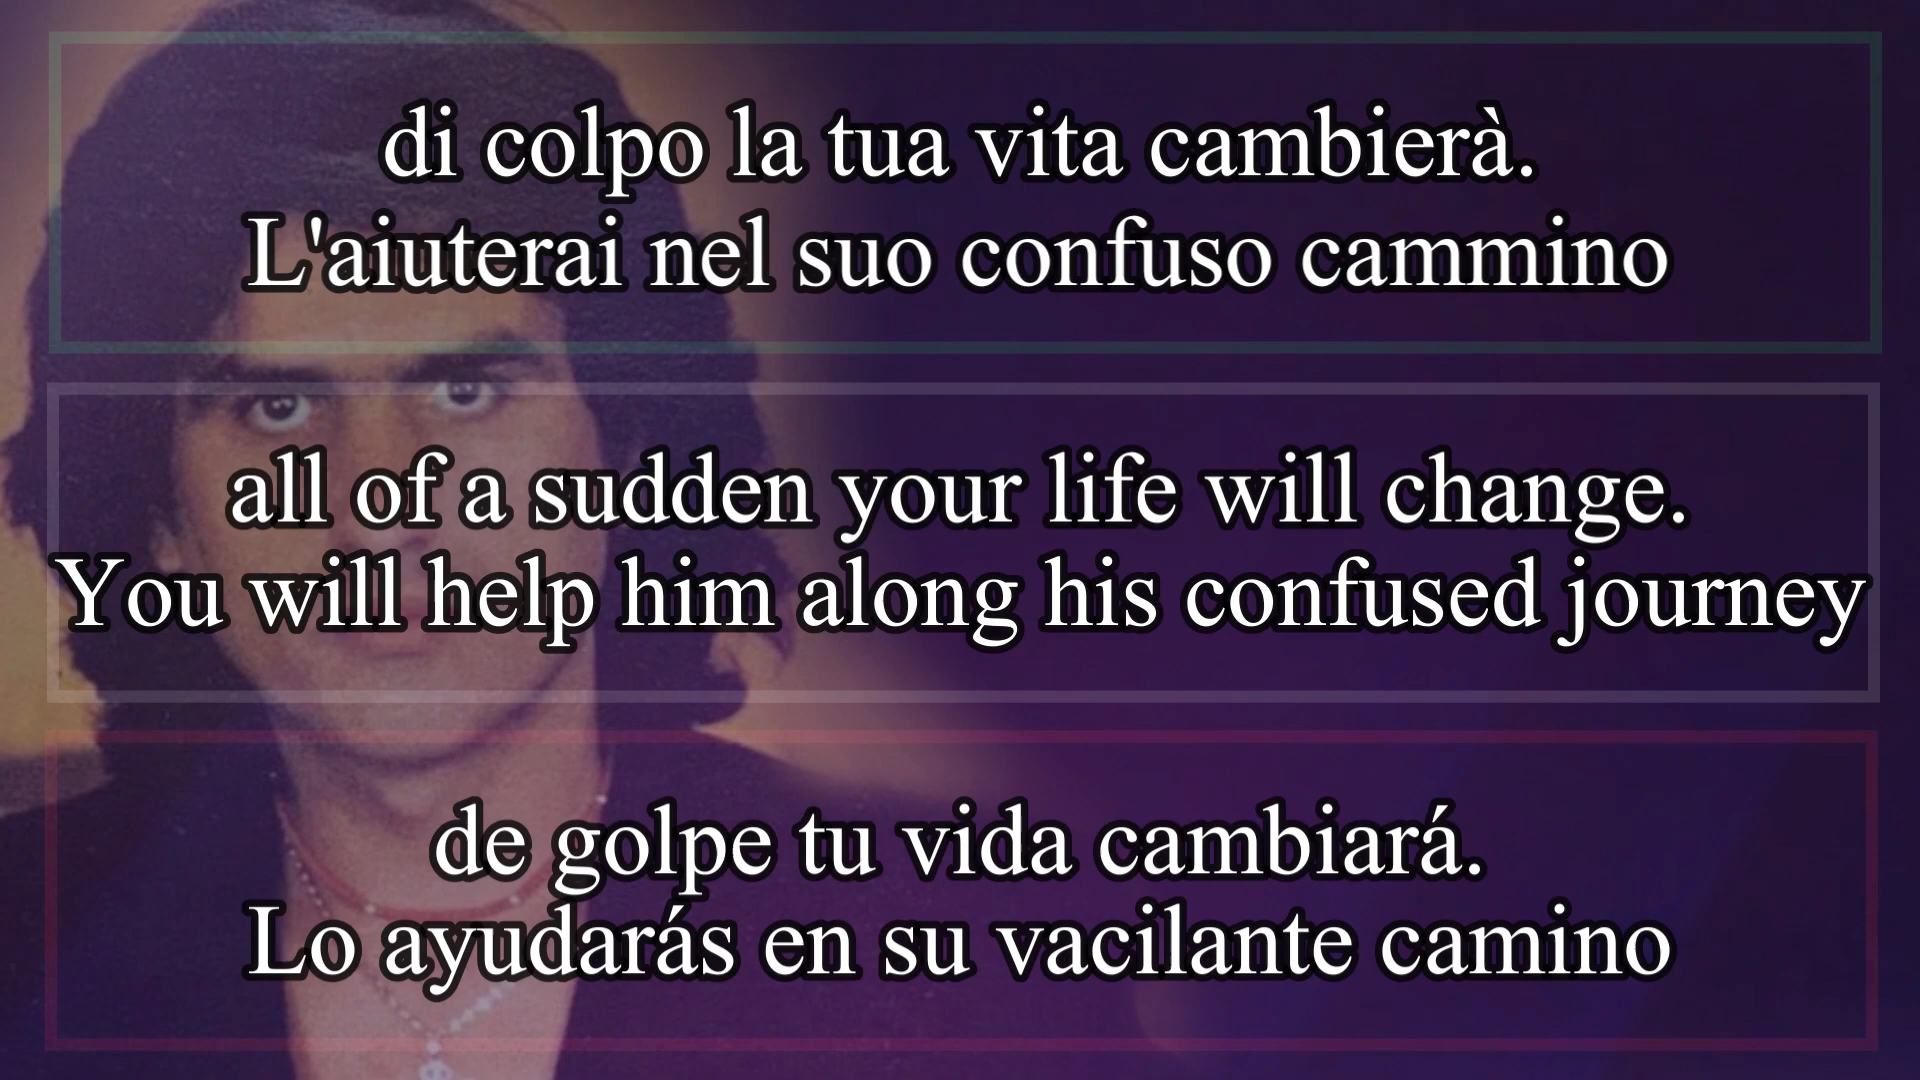 di colpo la tua vita cambierà.
L'aiuterai nel suo confuso cammino
all of a sudden your life will change.
You will help him along his confused journey
de golpe tu vida cambiará.
Lo ayudarás en su vacilante camino